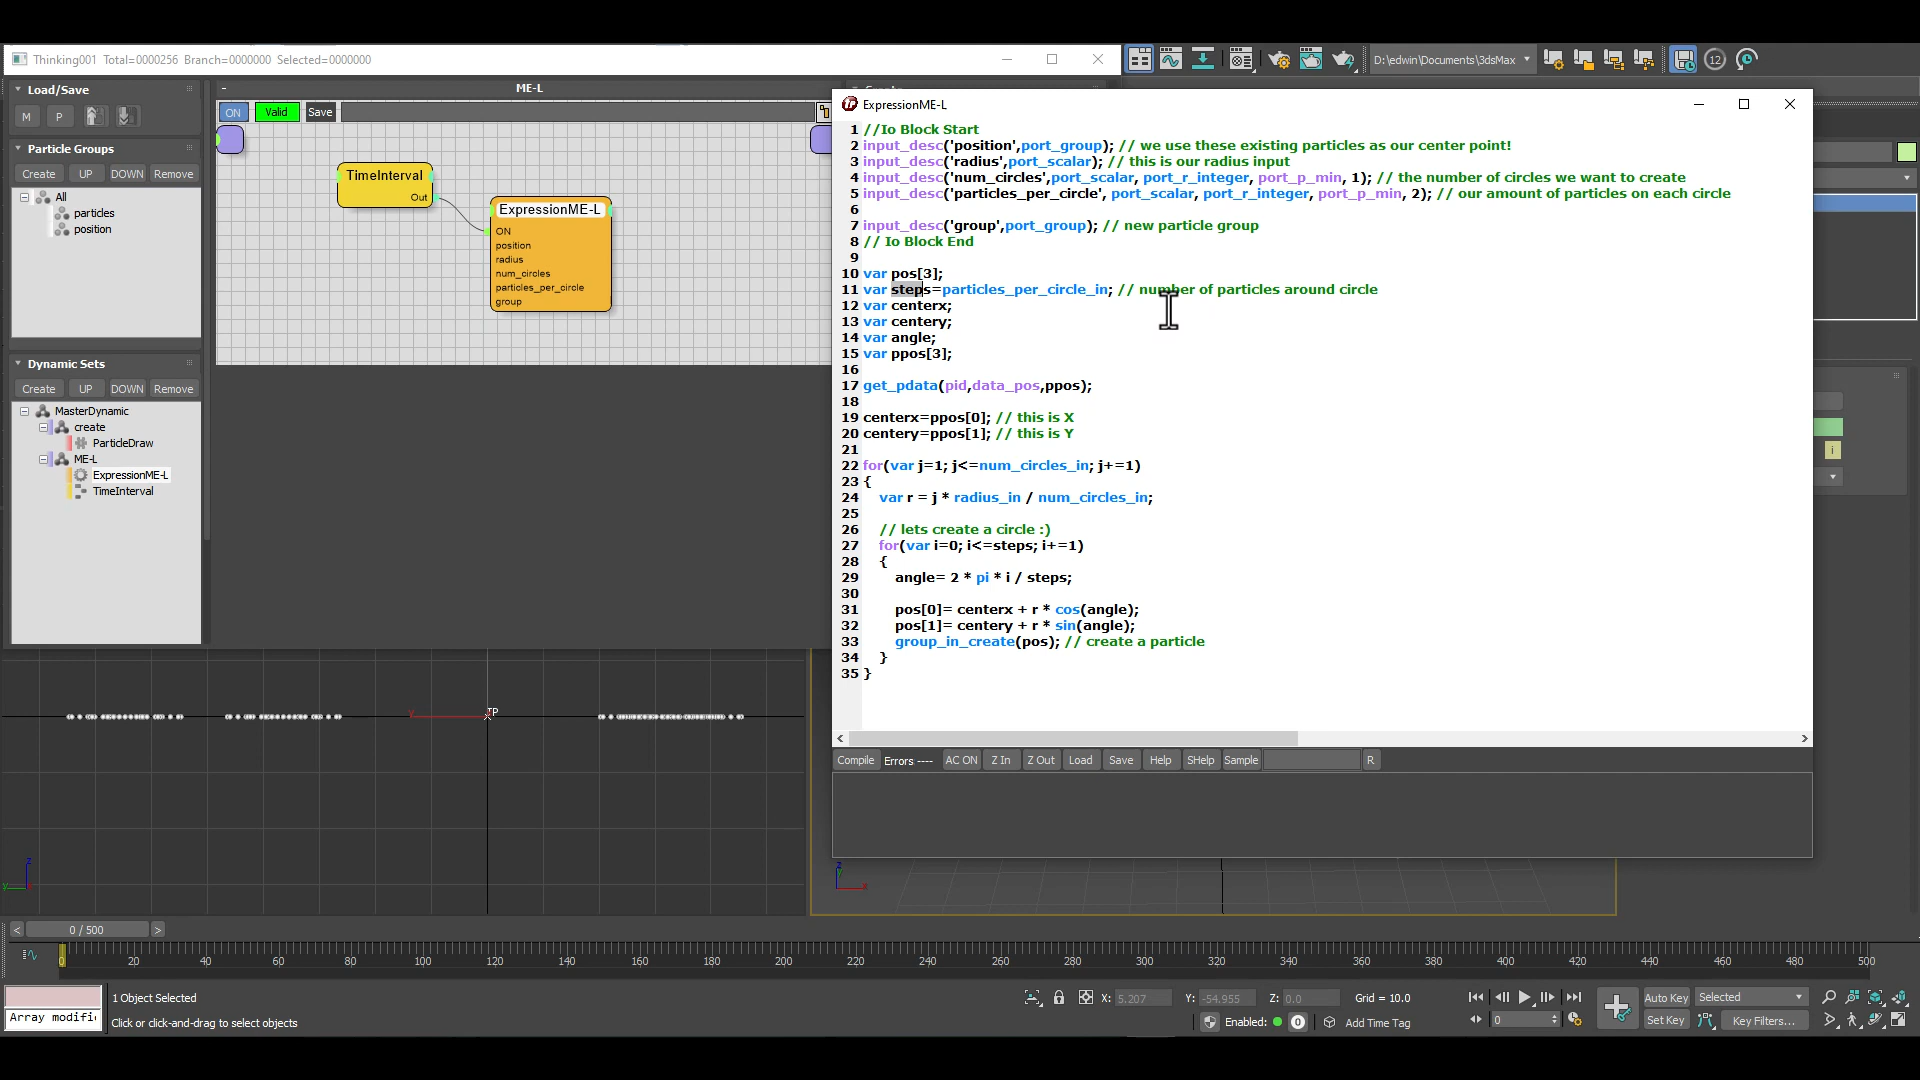 Thinking001 Total=0000256 Branch=0000000 Selected=0000000
D:\edwin\Documents\3dsMax
12
Load/Save
M P
Particle Groups
Create UP DOWN Remove
All
particles
position
Dynamic Sets
Create UP DOWN Remove
MasterDynamic
create
ParticleDraw
ME-L
ExpressionME-L
TimeInterval
- ME-L
ON Valid Save
TimeInterval
Out
ExpressionME-L
ON
position
radius
num_circles
particles_per_circle
group
ExpressionME-L
1 //Io Block Start
2 input_desc('position',port_group); // we use these existing particles as our center point!
3 input_desc('radius',port_scalar); // this is our radius input
4 input_desc('num_circles',port_scalar, port_r_integer, port_p_min, 1); // the number of circles we want to create
5 input_desc('particles_per_circle', port_scalar, port_r_integer, port_p_min, 2); // our amount of particles on each circle
6
7 input_desc('group',port_group); // new particle group
8 // Io Block End
9
10 var pos[3];
11 var steps=particles_per_circle_in; // number of particles around circle
12 var centerx;
13 var centery;
14 var angle;
15 var ppos[3];
16
17 get_pdata(pid,data_pos,ppos);
18
19 centerx=ppos[0]; // this is X
20 centery=ppos[1]; // this is Y
21
22 for(var j=1; j<=num_circles_in; j+=1)
23 {
24 var r = j * radius_in / num_circles_in;
25
26 // lets create a circle :)
27 for(var i=0; i<=steps; i+=1)
28 {
29 angle= 2 * pi * i / steps;
30
31 pos[0]= centerx + r * cos(angle);
32 pos[1]= centery + r * sin(angle);
33 group_in_create(pos); // create a particle
34 }
35 }
Compile Errors ---- AC ON Z In Z Out Load Save Help SHelp Sample R
i
Y TP
z
y
z
x
< 0 / 500 >
0 20 40 60 80 100 120 140 160 180 200 220 240 260 280 300 320 340 360 380 400 420 440 460 480 500
1 Object Selected
X: 5.207 Y: -54.955 Z: 0.0 Grid = 10.0
Auto Key Selected
Array modifi
Click or click-and-drag to select objects
Enabled: 0 Add Time Tag
0
Set Key Key Filters...